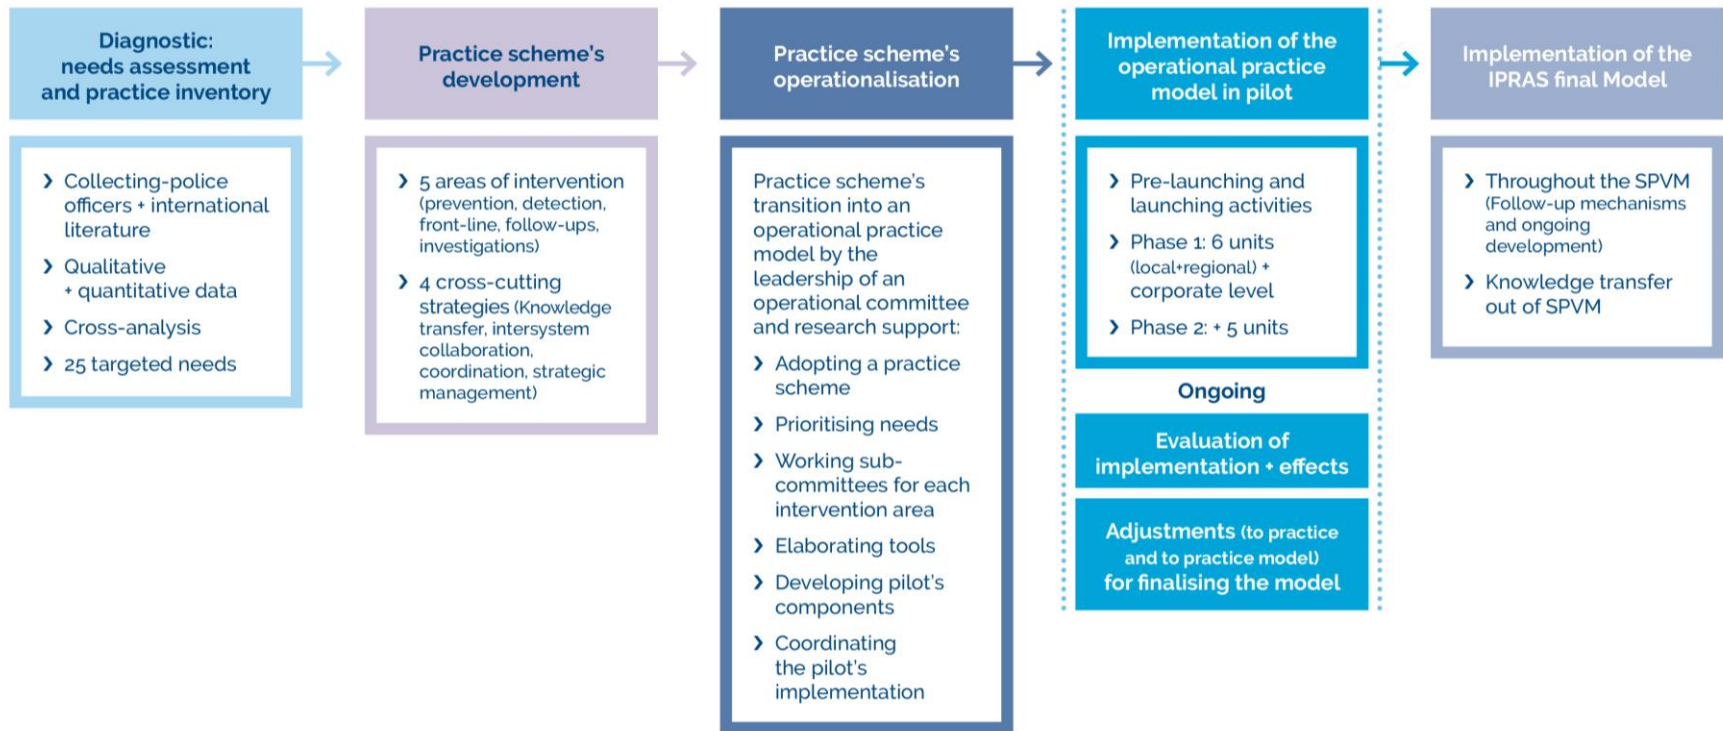 Diagnostic:
needs assessment
and practice inventory
❯ Collecting-police
officers + international
literature
❯ Qualitative
+ quantitative data
❯ Cross-analysis
❯ 25 targeted needs
Practice scheme's
development
❯ 5 areas of intervention
(prevention, detection,
front-line, follow-ups,
investigations)
❯ 4 cross-cutting
strategies (Knowledge
transfer, intersystem
collaboration,
coordination, strategic
management)
Practice scheme's
operationalisation
Practice scheme's
transition into an
operational practice
model by the
leadership of an
operational committee
and research support:
❯ Adopting a practice
scheme
❯ Prioritising needs
❯ Working sub-
committees for each
intervention area
❯ Elaborating tools
❯ Developing pilot's
components
❯ Coordinating
the pilot's
implementation
Implementation of the
operational practice
model in pilot
❯ Pre-launching and
launching activities
❯ Phase 1: 6 units
(local+regional) +
corporate level
❯ Phase 2: + 5 units
Ongoing
Evaluation of
implementation + effects
Adjustments (to practice
and to practice model)
for finalising the model
Implementation of the
IPRAS final Model
❯ Throughout the SPVM
(Follow-up mechanisms
and ongoing
development)
❯ Knowledge transfer
out of SPVM